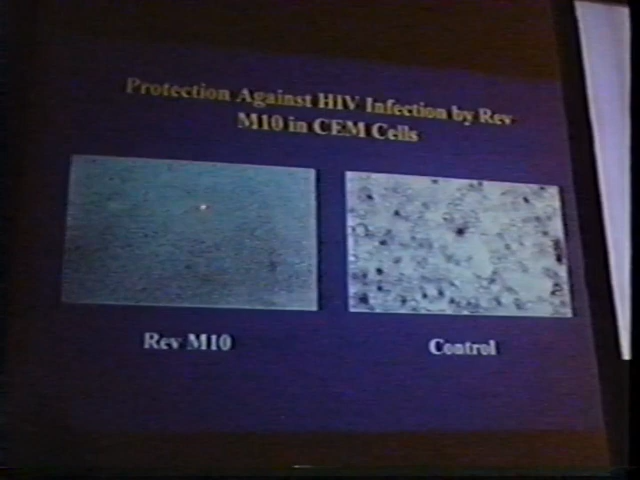 Protection Against HIV Infection by Rev
M10 in CEM Cells
Rev M10
Control